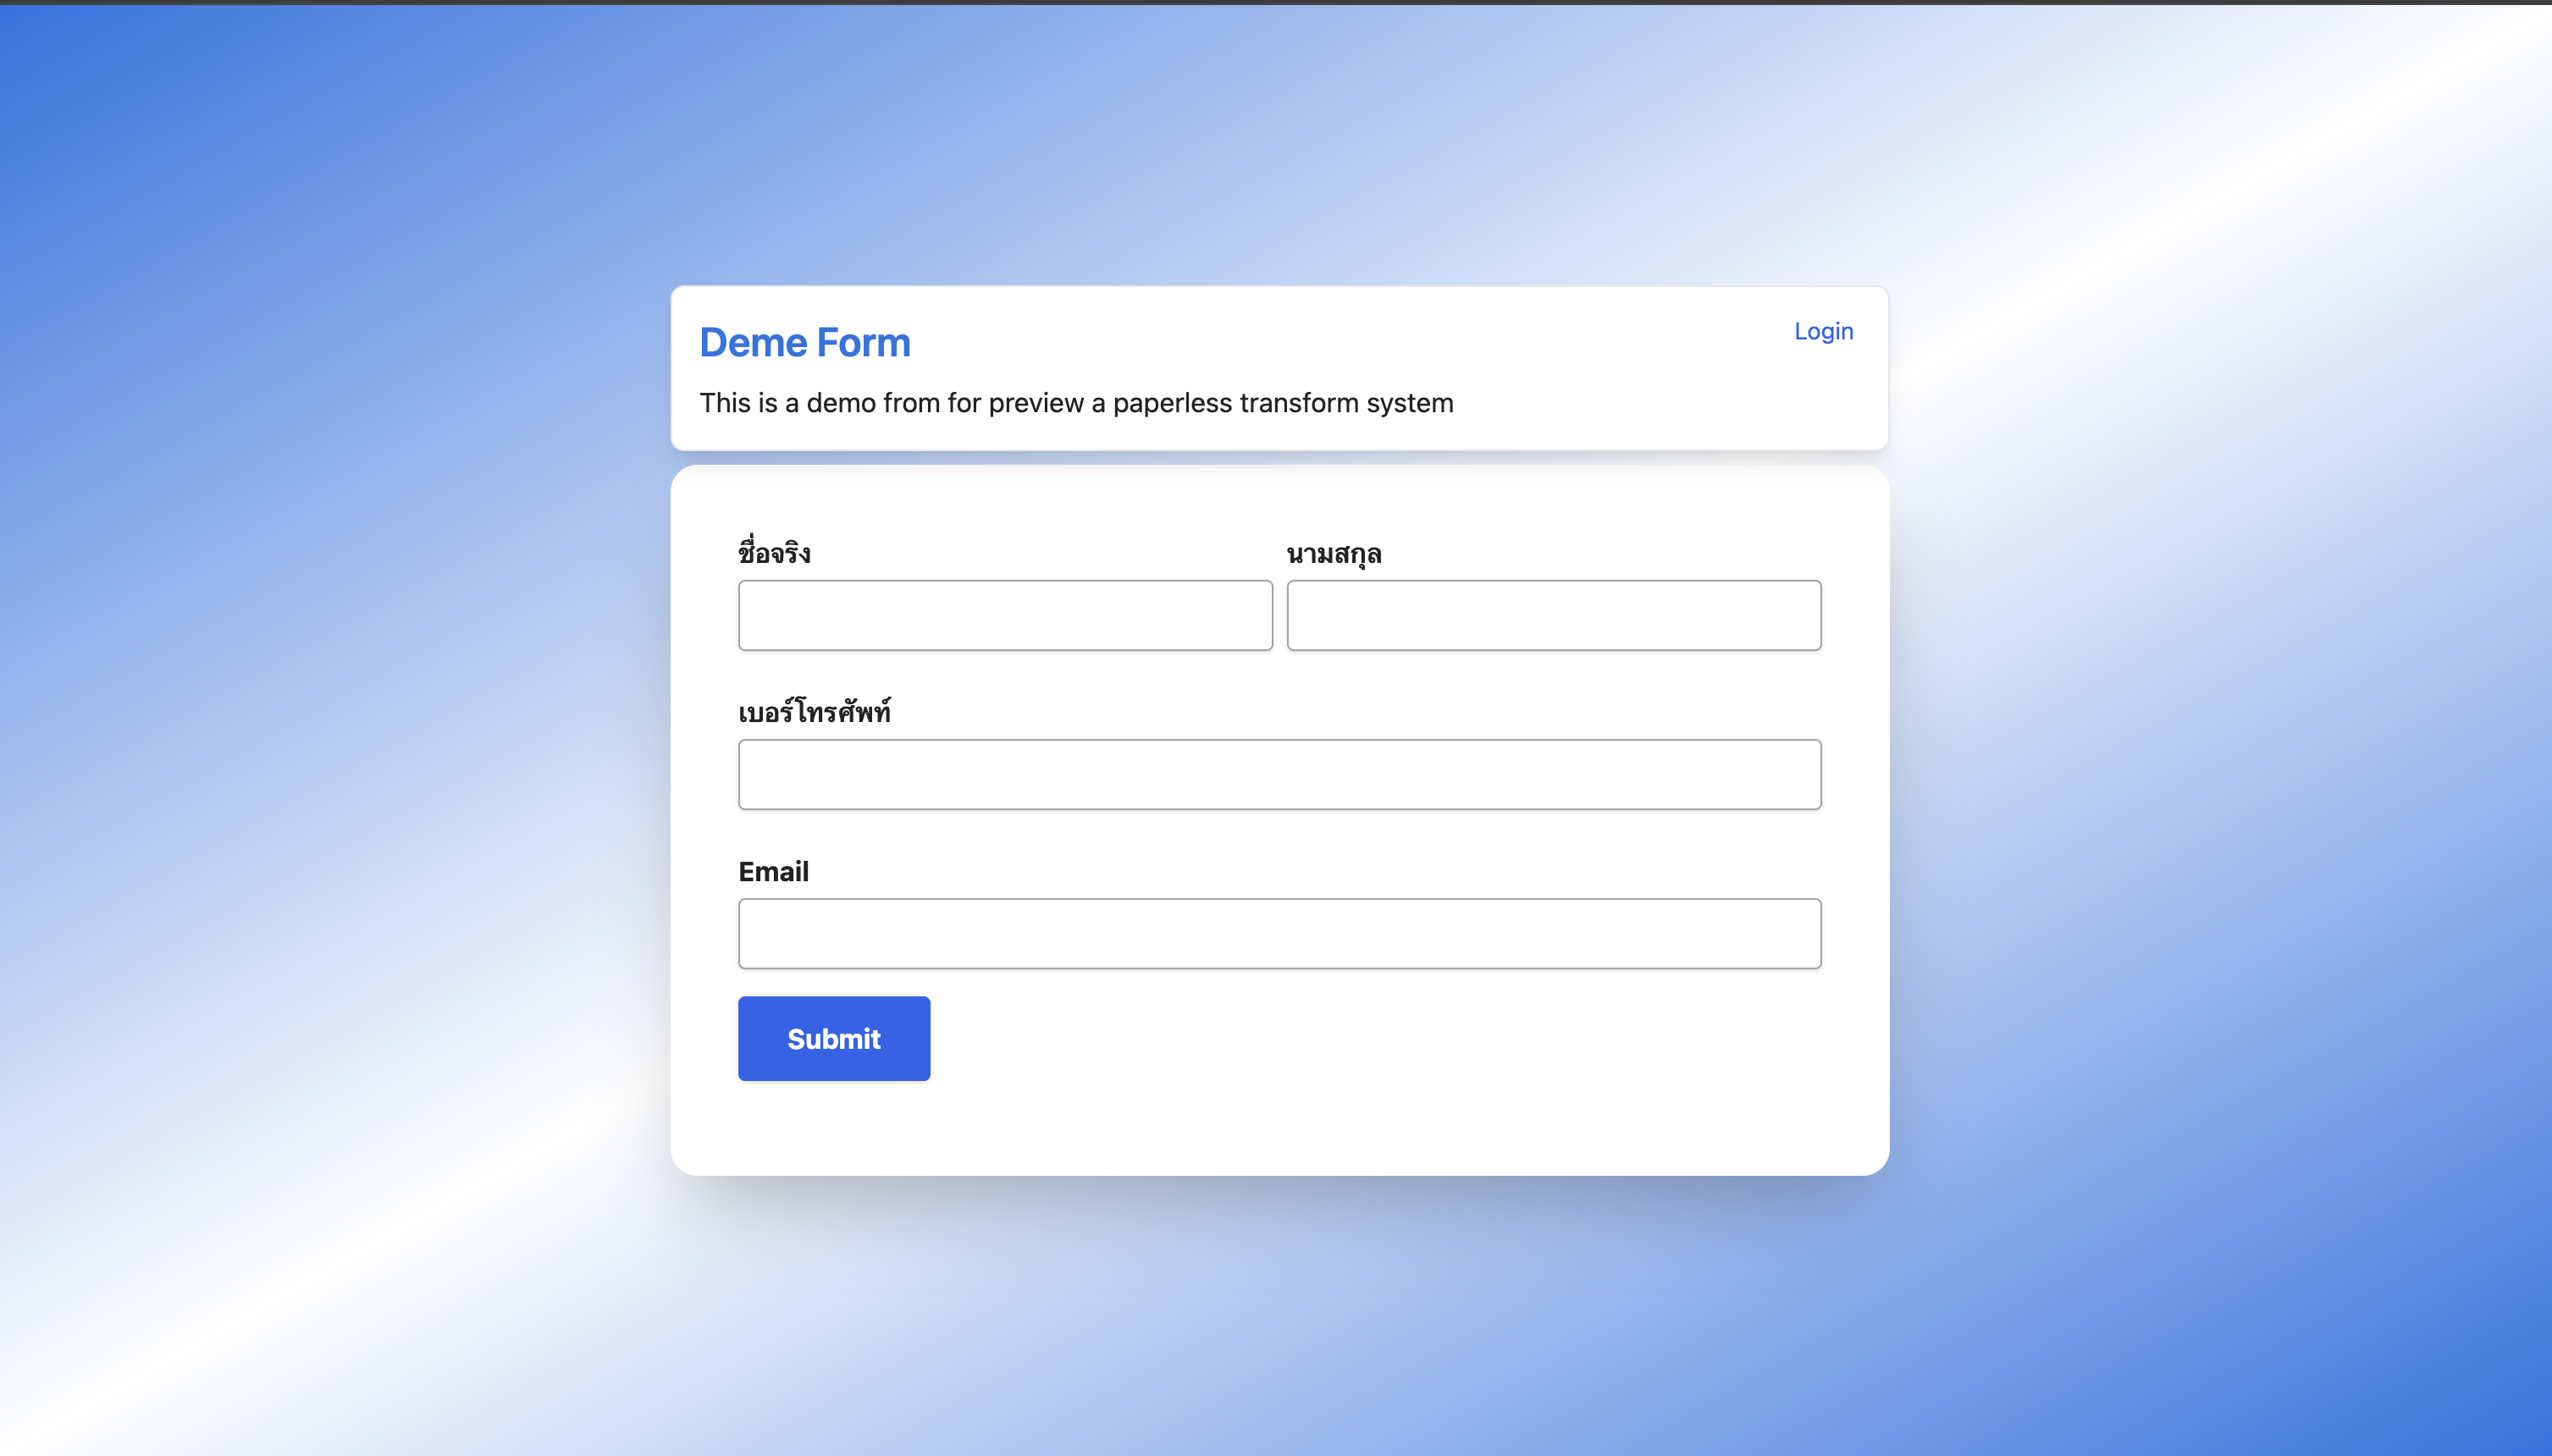 Deme Form
Login
This is a demo from for preview a paperless transform system
ชื่อจริง
นามสกุล
เบอร์โทรศัพท์
Email
Submit